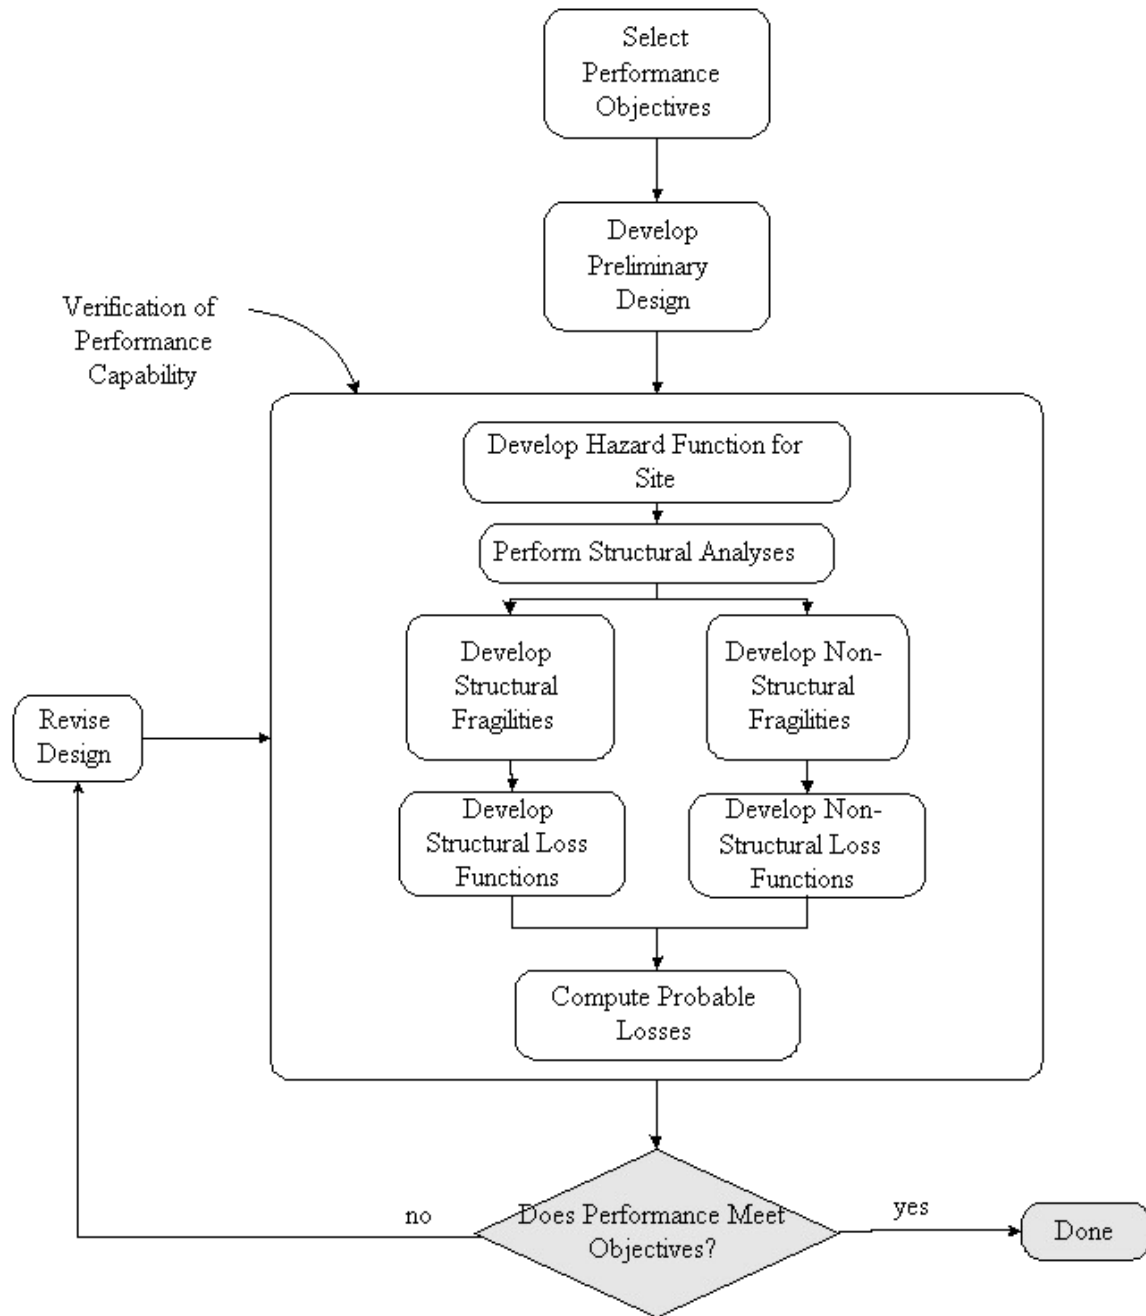 Select
Performance
Objectives
Develop
Preliminary
Design
Verification of
Performance
Capability
Develop Hazard Function for
Site
Perform Structural Analyses
Develop
Structural
Fragilities
Develop Non-
Structural
Fragilities
Revise
Design
Develop
Structural Loss
Functions
Develop Non-
Structural Loss
Functions
Compute Probable
Losses
Does Performance Meet
Objectives?
no
yes
Done